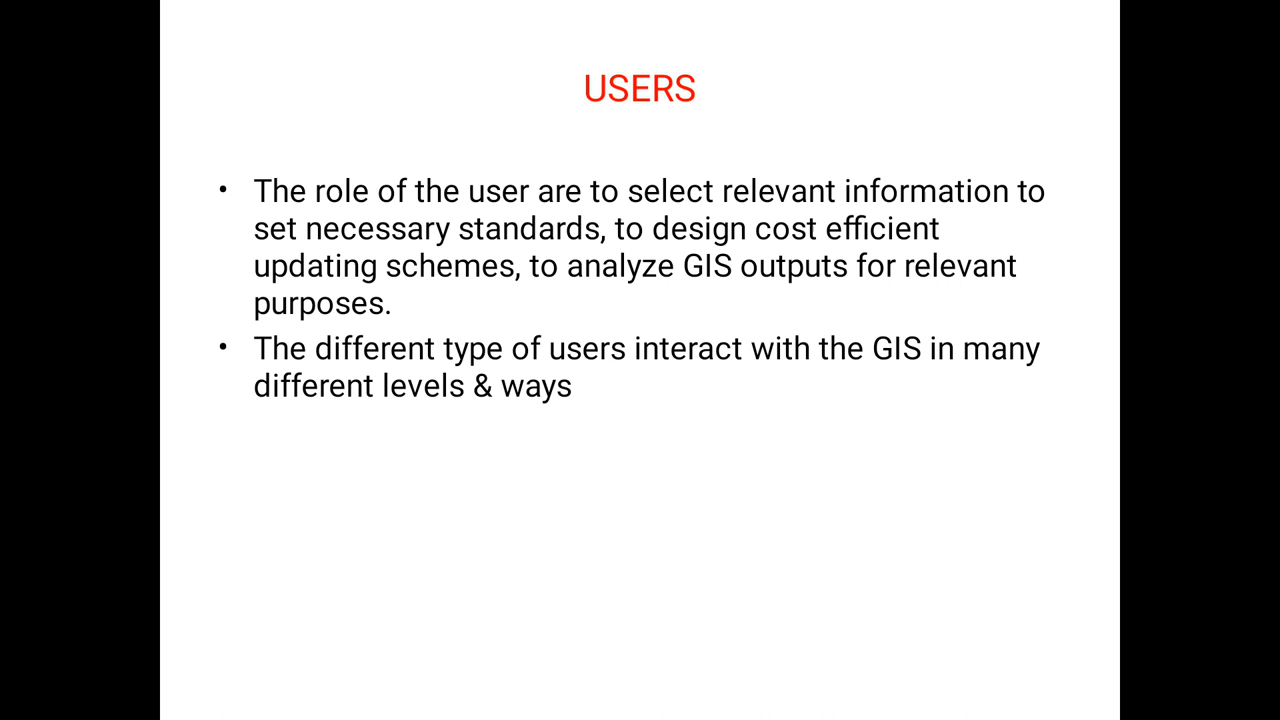 USERS
• The role of the user are to select relevant information to
set necessary standards, to design cost efficient
updating schemes, to analyze GIS outputs for relevant
purposes.
• The different type of users interact with the GIS in many
different levels & ways